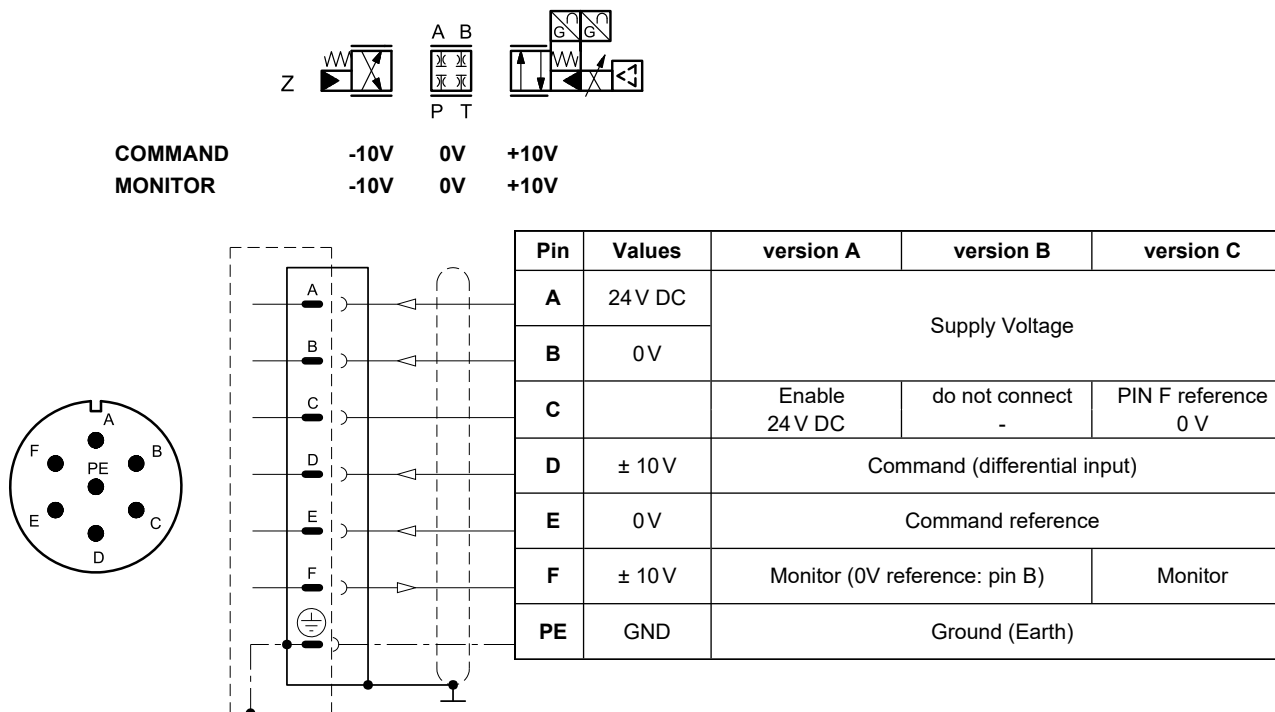 G G
A B
Z
P T
COMMAND -10V 0V +10V
MONITOR -10V 0V +10V
Pin Values version A version B version C
A 24 V DC Supply Voltage
B 0 V
C Enable 24 V DC do not connect - PIN F reference 0 V
D ± 10 V Command (differential input)
E 0 V Command reference
F ± 10 V Monitor (0V reference: pin B) Monitor
PE GND Ground (Earth)
A
B
C
D
E
F
A
F B
PE
E C
D